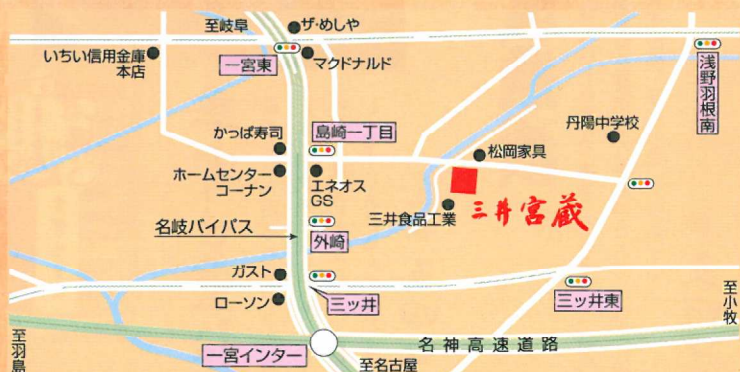 至岐阜
ザ・めしや
いちい信用金庫
本店
一宮東
マクドナルド
浅野羽根南
かっぱ寿司
島崎一丁目
丹陽中学校
松岡家具
ホームセンター
コーナン
エネオス
GS
三井食品工業
三井宮蔵
名岐バイパス
外崎
ガスト
ローソン
三ッ井
三ッ井東
至小牧
至羽島
一宮インター
名神高速道路
至名古屋